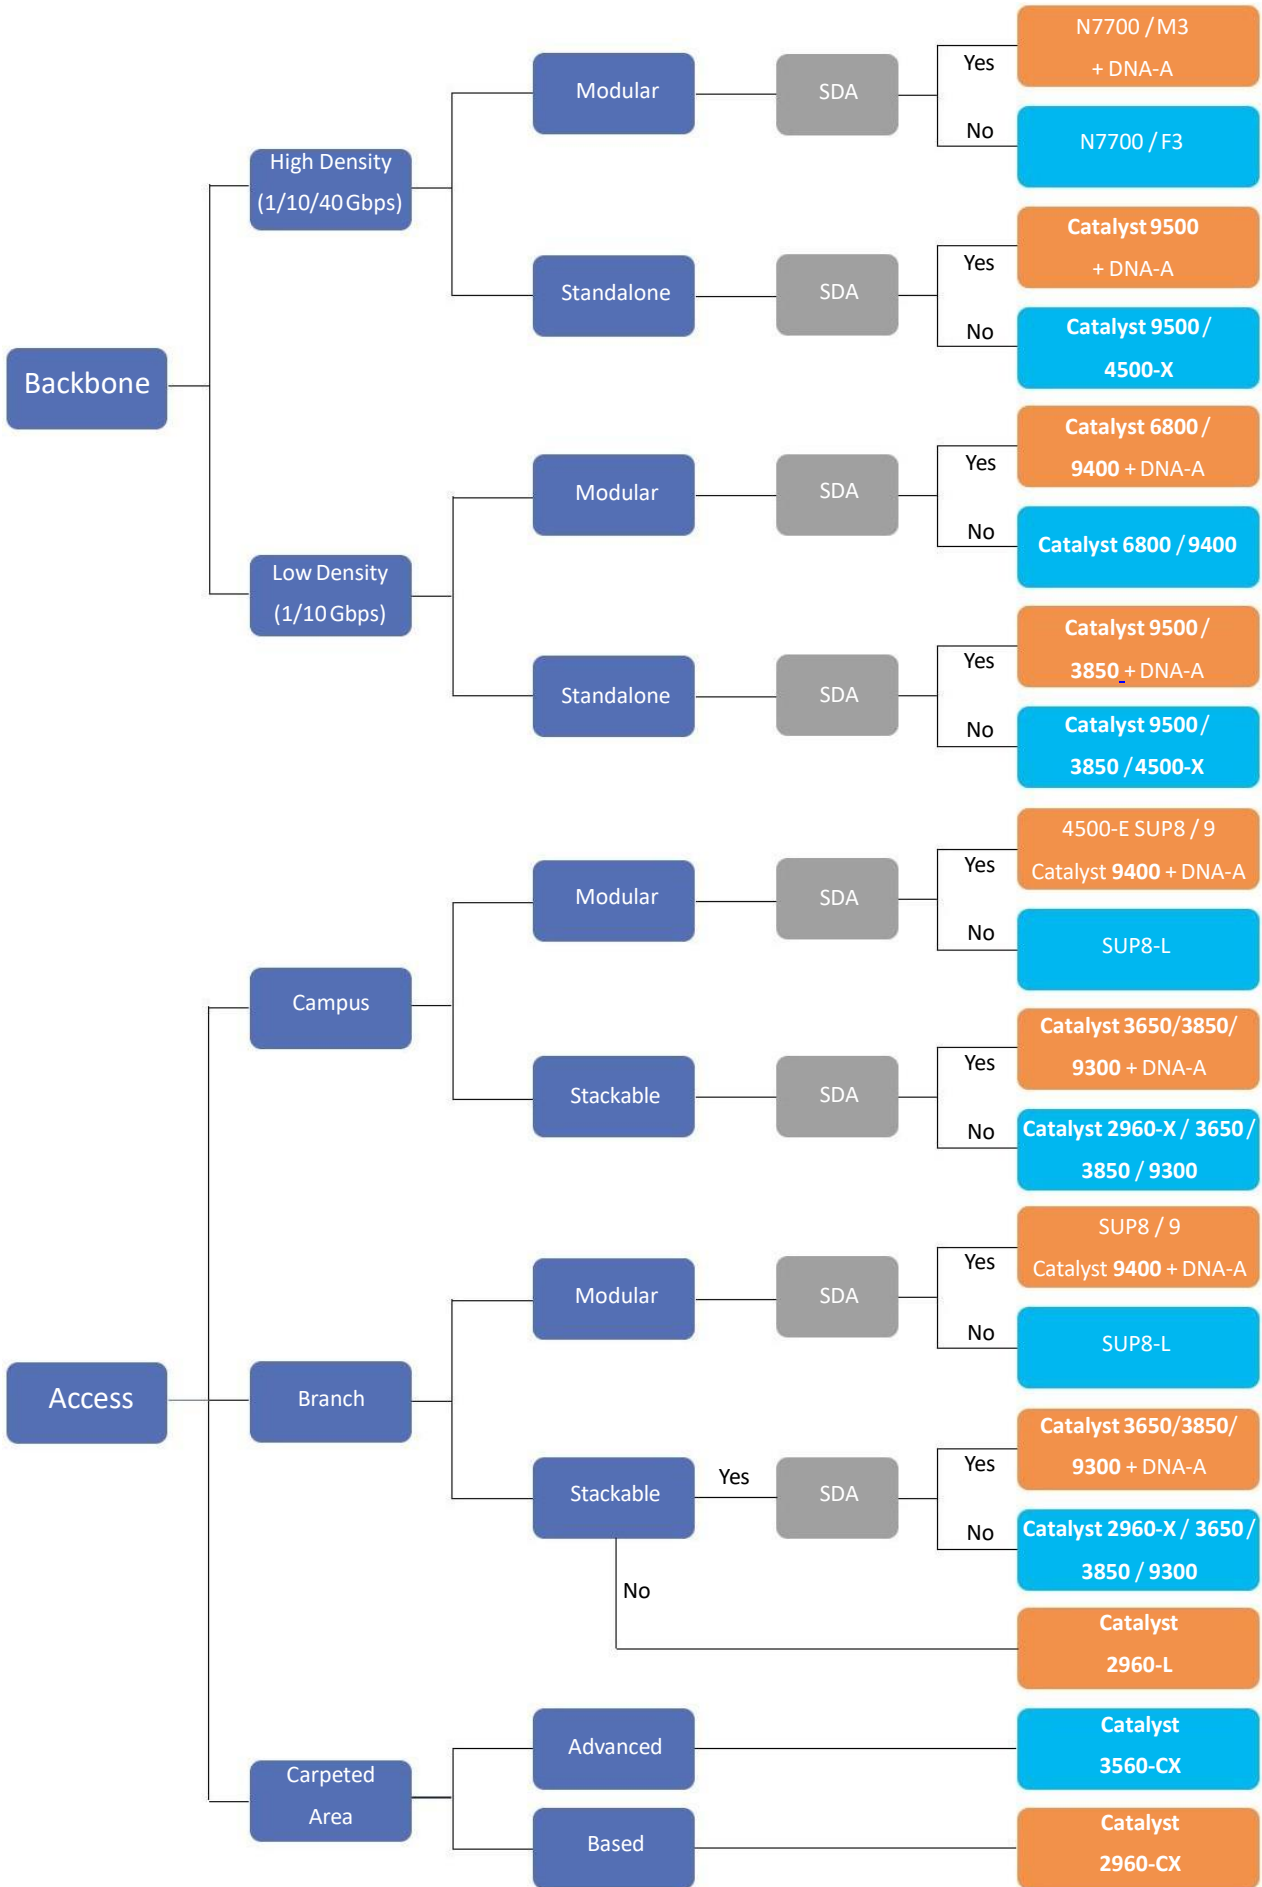 Backbone
High Density
(1/10/40 Gbps)
Modular
SDA
Yes
N7700 / M3
+ DNA-A
No
N7700 / F3
Standalone
SDA
Yes
Catalyst 9500
+ DNA-A
No
Catalyst 9500 /
4500-X
Low Density
(1/10 Gbps)
Modular
SDA
Yes
Catalyst 6800 /
9400 + DNA-A
No
Catalyst 6800 / 9400
Standalone
SDA
Yes
Catalyst 9500 /
3850 + DNA-A
No
Catalyst 9500 /
3850 / 4500-X
Access
Campus
Modular
SDA
Yes
4500-E SUP8 / 9
Catalyst 9400 + DNA-A
No
SUP8-L
Stackable
SDA
Yes
Catalyst 3650/3850/
9300 + DNA-A
No
Catalyst 2960-X / 3650 /
3850 / 9300
Branch
Modular
SDA
Yes
SUP8 / 9
Catalyst 9400 + DNA-A
No
SUP8-L
Stackable
Yes
SDA
Yes
Catalyst 3650/3850/
9300 + DNA-A
No
Catalyst 2960-X / 3650 /
3850 / 9300
No
Catalyst
2960-L
Carpeted
Area
Advanced
Catalyst
3560-CX
Based
Catalyst
2960-CX